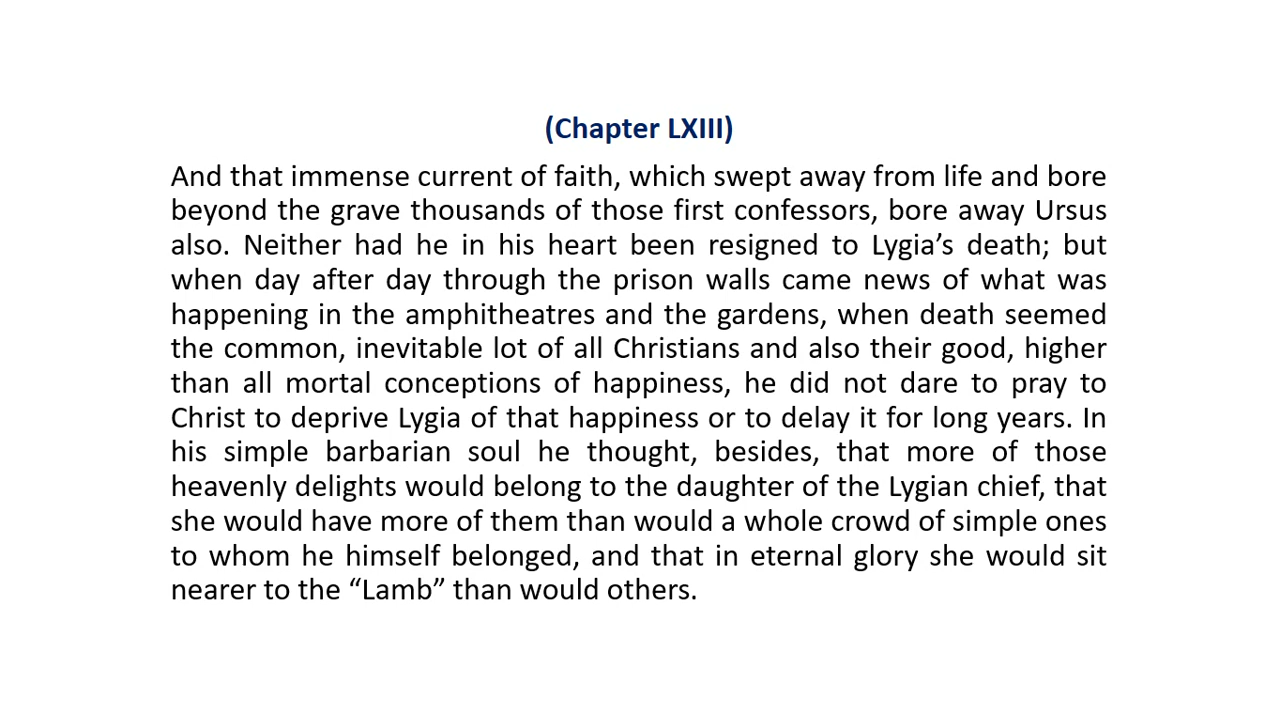 (Chapter LXIII)
And that immense current of faith, which swept away from life and bore
beyond the grave thousands of those first confessors, bore away Ursus
also. Neither had he in his heart been resigned to Lygia’s death; but
when day after day through the prison walls came news of what was
happening in the amphitheatres and the gardens, when death seemed
the common, inevitable lot of all Christians and also their good, higher
than all mortal conceptions of happiness, he did not dare to pray to
Christ to deprive Lygia of that happiness or to delay it for long years. In
his simple barbarian soul he thought, besides, that more of those
heavenly delights would belong to the daughter of the Lygian chief, that
she would have more of them than would a whole crowd of simple ones
to whom he himself belonged, and that in eternal glory she would sit
nearer to the “Lamb” than would others.